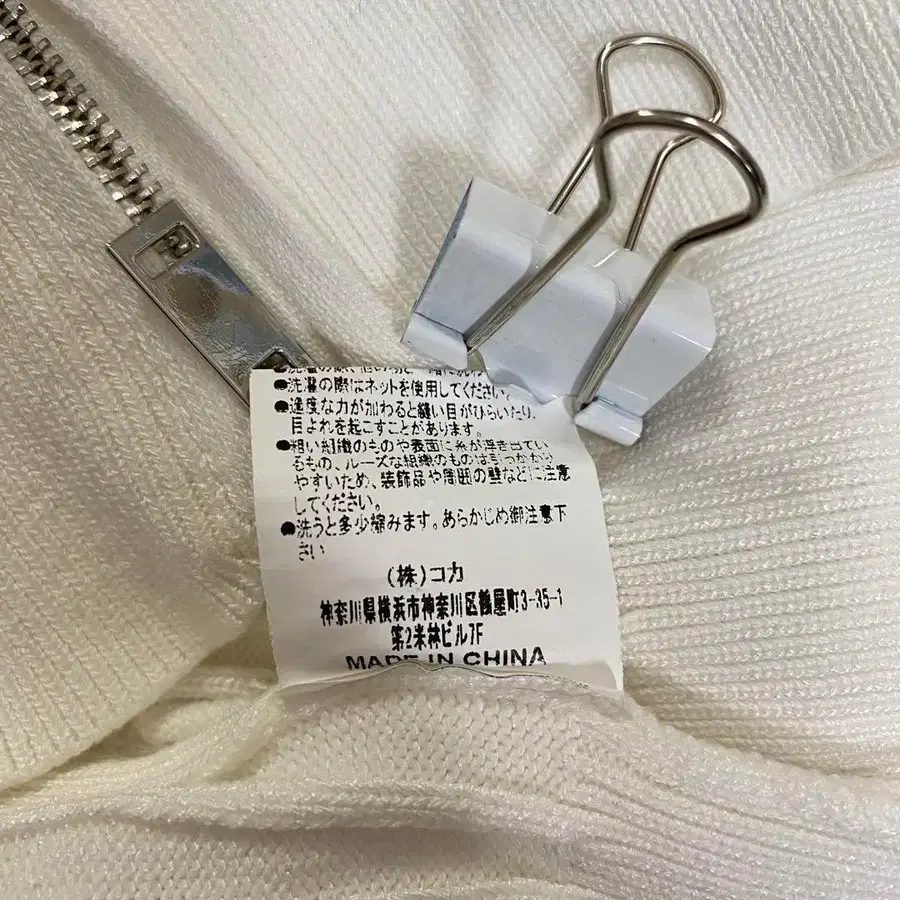 ●洗濯の際はネットを使用してください。
●過度な力が加わると縫い目がひらいたり、
目よれを起こすことがあります。
●粗い組織のものや表面に糸が浮き出てい
るもの、ルーズな組織のものは引っかかり
やすいため、装飾品や周囲の壁などに注意
してください。
●洗うと多少縮みます。あらかじめ御注意下
さい
(株)コカ
神奈川県横浜市神奈川区鶴屋町3-35-1
第2米林ビル7F
MADE IN CHINA